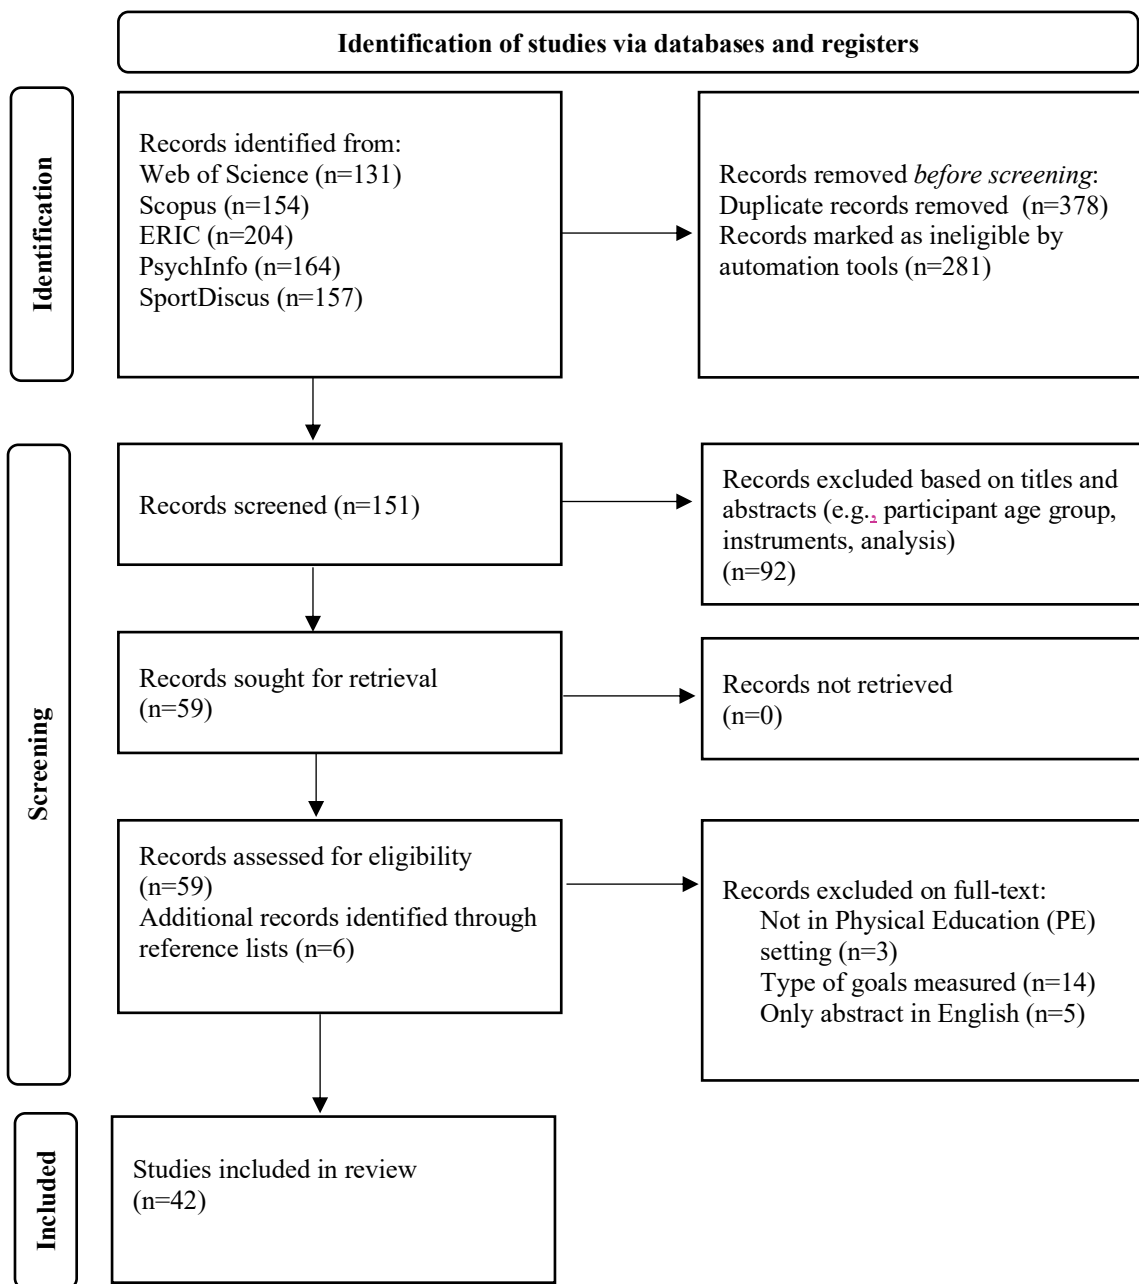 Identification of studies via databases and registers
Identification
Records identified from:
Web of Science (n=131)
Scopus (n=154)
ERIC (n=204)
PsychInfo (n=164)
SportDiscus (n=157)
Records removed before screening:
Duplicate records removed  (n=378)
Records marked as ineligible by
automation tools (n=281)
Screening
Records screened (n=151)
Records excluded based on titles and
abstracts (e.g., participant age group,
instruments, analysis)
(n=92)
Records sought for retrieval
(n=59)
Records not retrieved
(n=0)
Records assessed for eligibility
(n=59)
Additional records identified through
reference lists (n=6)
Records excluded on full-text:
Not in Physical Education (PE)
setting (n=3)
Type of goals measured (n=14)
Only abstract in English (n=5)
Included
Studies included in review
(n=42)